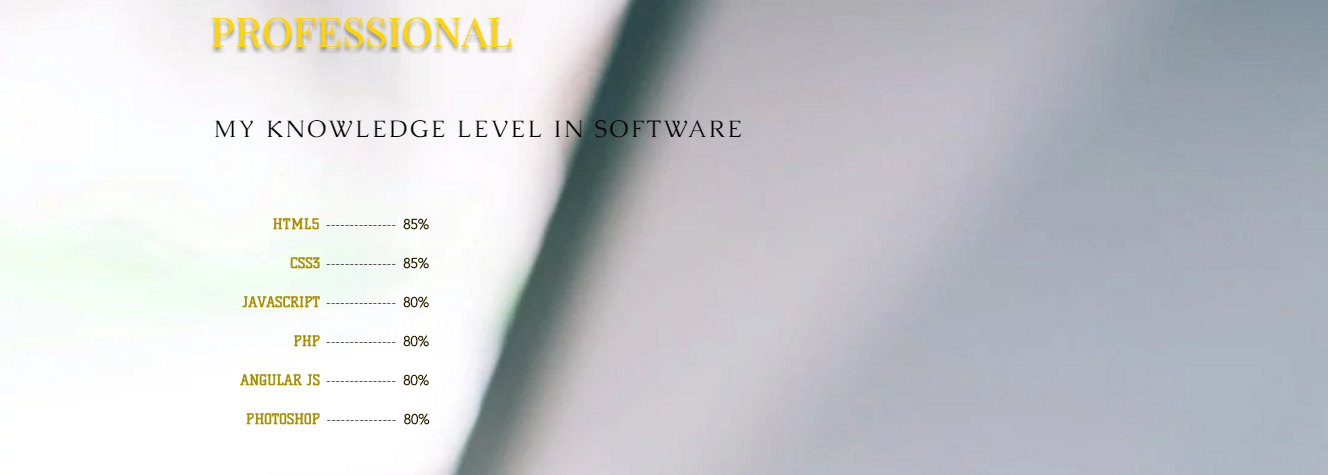 PROFESSIONAL
MY KNOWLEDGE LEVEL IN SOFTWARE
HTML5 --------------- 85%
CSS3 --------------- 85%
JAVASCRIPT --------------- 80%
PHP --------------- 80%
ANGULAR JS --------------- 80%
PHOTOSHOP --------------- 80%